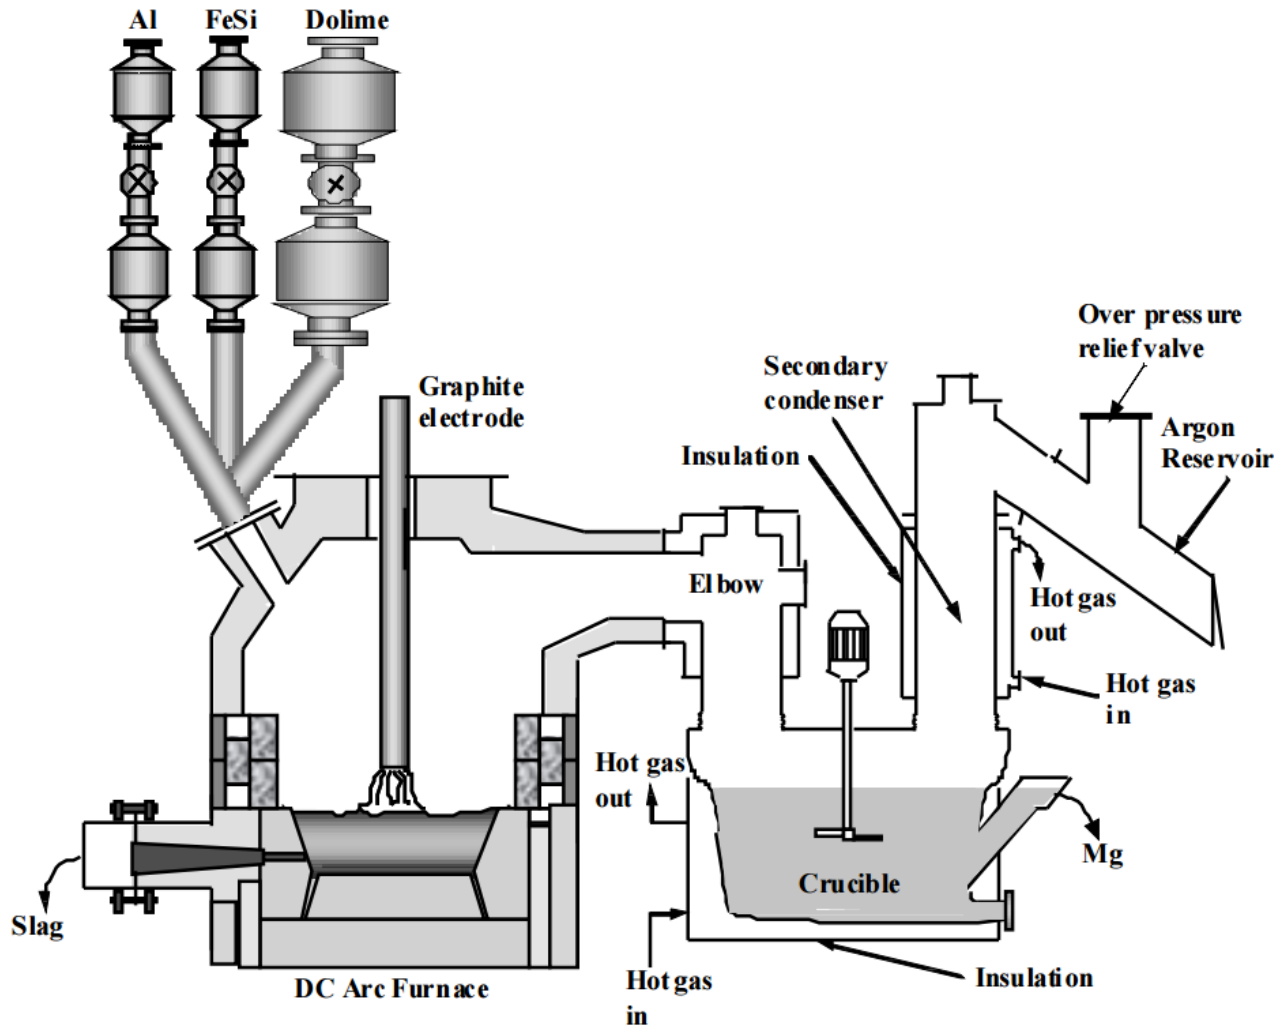 Al
FeSi
Dolime
Graphite
electrode
Over pressure
relief valve
Secondary
condenser
Argon
Reservoir
Insulation
Elbow
Hot gas
out
Hot gas
in
Hot gas
out
Mg
Crucible
Slag
Insulation
DC Arc Furnace
Hot gas
in